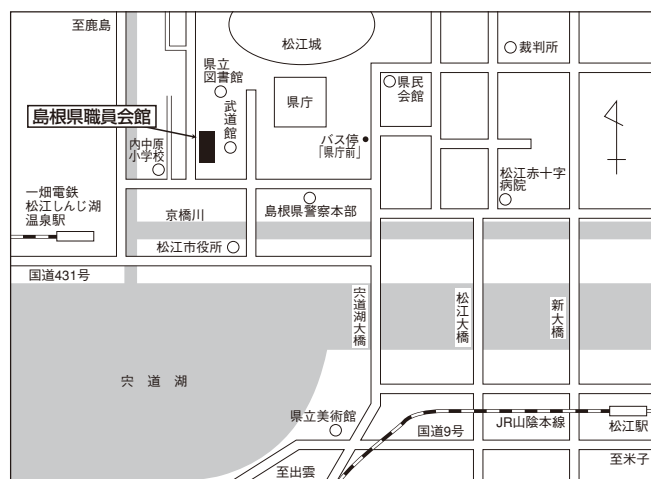 至鹿島
松江城
裁判所
県立
図書館
県民
会館
県庁
島根県職員会館
武道館
バス停
「県庁前」
内中原
小学校
松江赤十字
病院
一畑電鉄
松江しんじ湖
温泉駅
京橋川
島根県警察本部
松江市役所
国道431号
宍道湖大橋
松江大橋
新大橋
宍道湖
県立美術館
国道9号
JR山陰本線
松江駅
至出雲
至米子